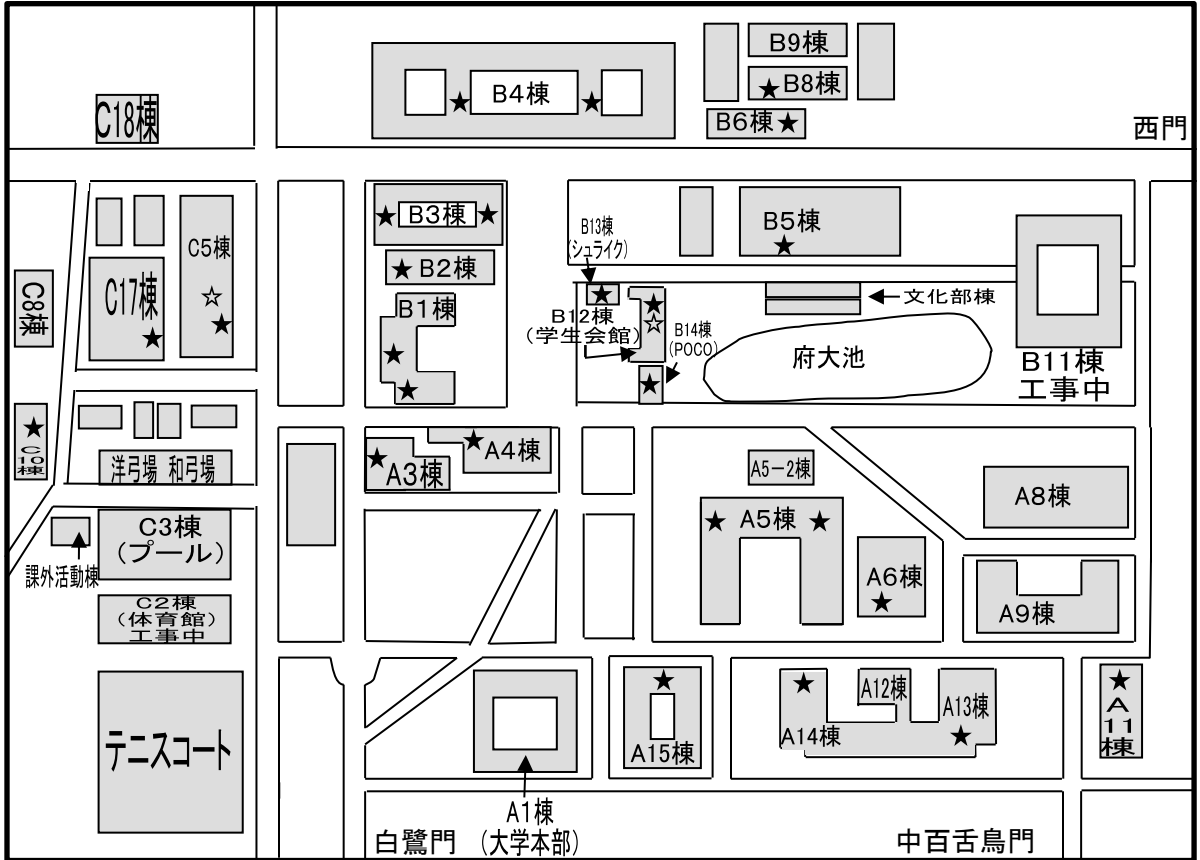 B9棟
★B8棟
B4棟
★
★
B6棟★
C18棟
西門
★B3棟★
B5棟
★
B13棟
(シュライク)
★
C5棟
☆
★
★B2棟
C17棟
★
C8棟
文化部棟
B1棟
★
★
B12棟
(学生会館)
★
☆
B14棟
(POCO)
★
府大池
B11棟
工事中
★
C
10
棟
洋弓場 和弓場
★
A3棟
★
A4棟
A5-2棟
A8棟
★ A5棟 ★
C3棟
(プール)
課外活動棟
A6棟
★
A9棟
C2棟
(体育館)
工事中
★
A15棟
★
A14棟
A12棟
A13棟
★
★
A
11
棟
テニスコート
A1棟
(大学本部)
白鷺門
中百舌鳥門